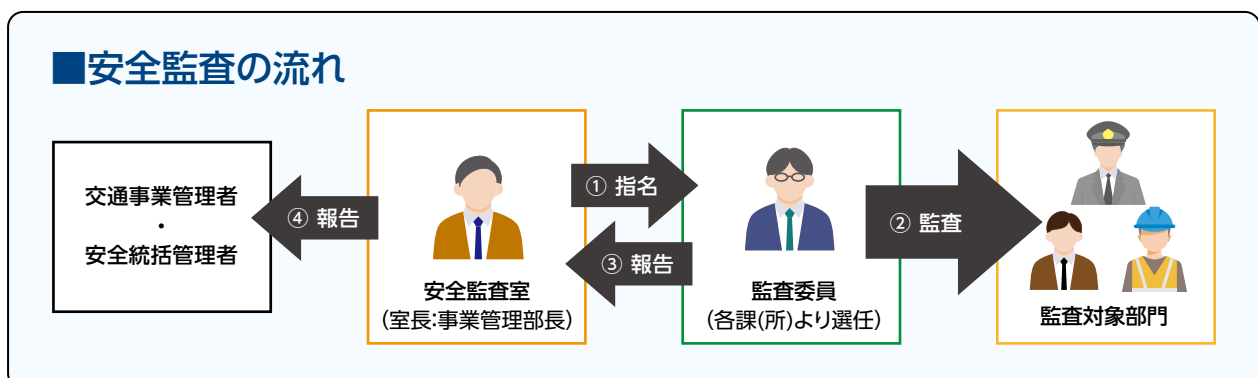 ■安全監査の流れ
交通事業管理者
・
安全統括管理者
④ 報告
安全監査室
(室長:事業管理部長)
① 指名
③ 報告
監査委員
(各課(所)より選任)
② 監査
監査対象部門